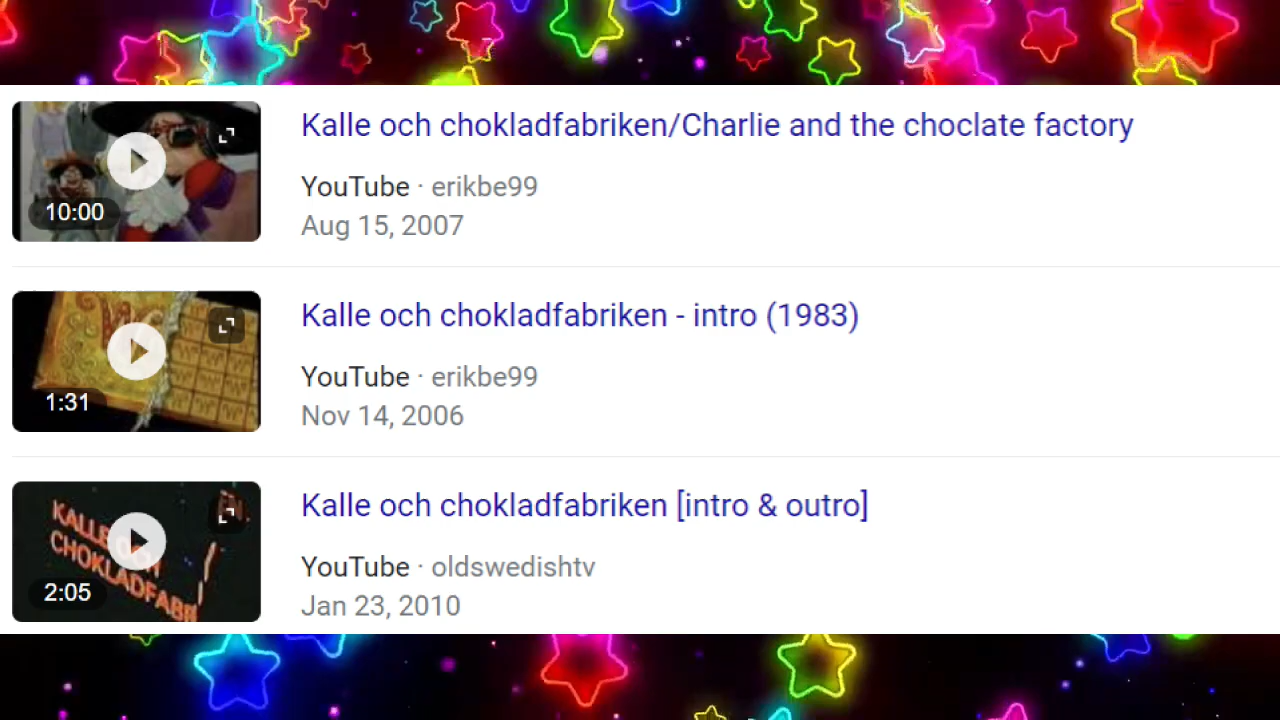 Kalle och chokladfabriken/Charlie and the choclate factory
YouTube · erikbe99
Aug 15, 2007
10:00
Kalle och chokladfabriken - intro (1983)
YouTube · erikbe99
Nov 14, 2006
1:31
Kalle och chokladfabriken [intro & outro]
YouTube · oldswedishtv
Jan 23, 2010
KALLE
CHOKLADFABR
2:05